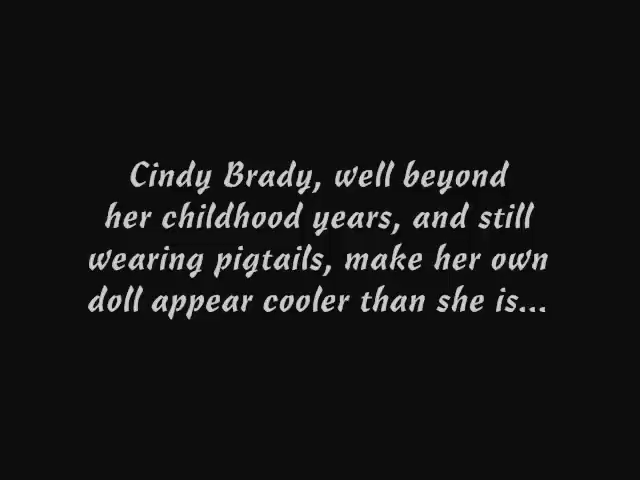 Cindy Brady, well beyond
her childhood years, and still
wearing pigtails, make her own
doll appear cooler than she is...